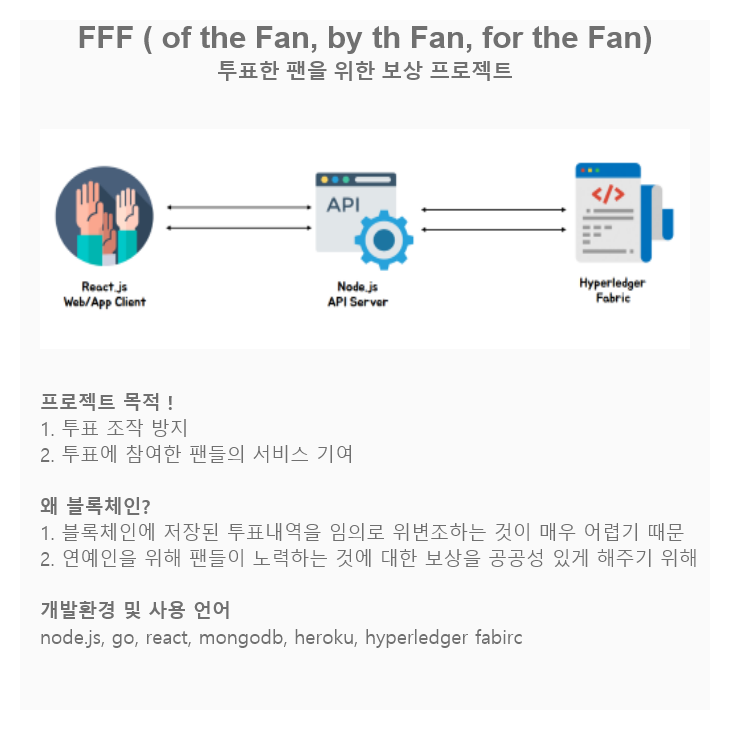 FFF ( of the Fan, by th Fan, for the Fan)
투표한 팬을 위한 보상 프로젝트
API
</>
React.js
Web/App Client
Node.js
API Server
Hyperledger
Fabric
프로젝트 목적 !
1. 투표 조작 방지
2. 투표에 참여한 팬들의 서비스 기여
왜 블록체인?
1. 블록체인에 저장된 투표내역을 임의로 위변조하는 것이 매우 어렵기 때문
2. 연예인을 위해 팬들이 노력하는 것에 대한 보상을 공공성 있게 해주기 위해
개발환경 및 사용 언어
node.js, go, react, mongodb, heroku, hyperledger fabirc